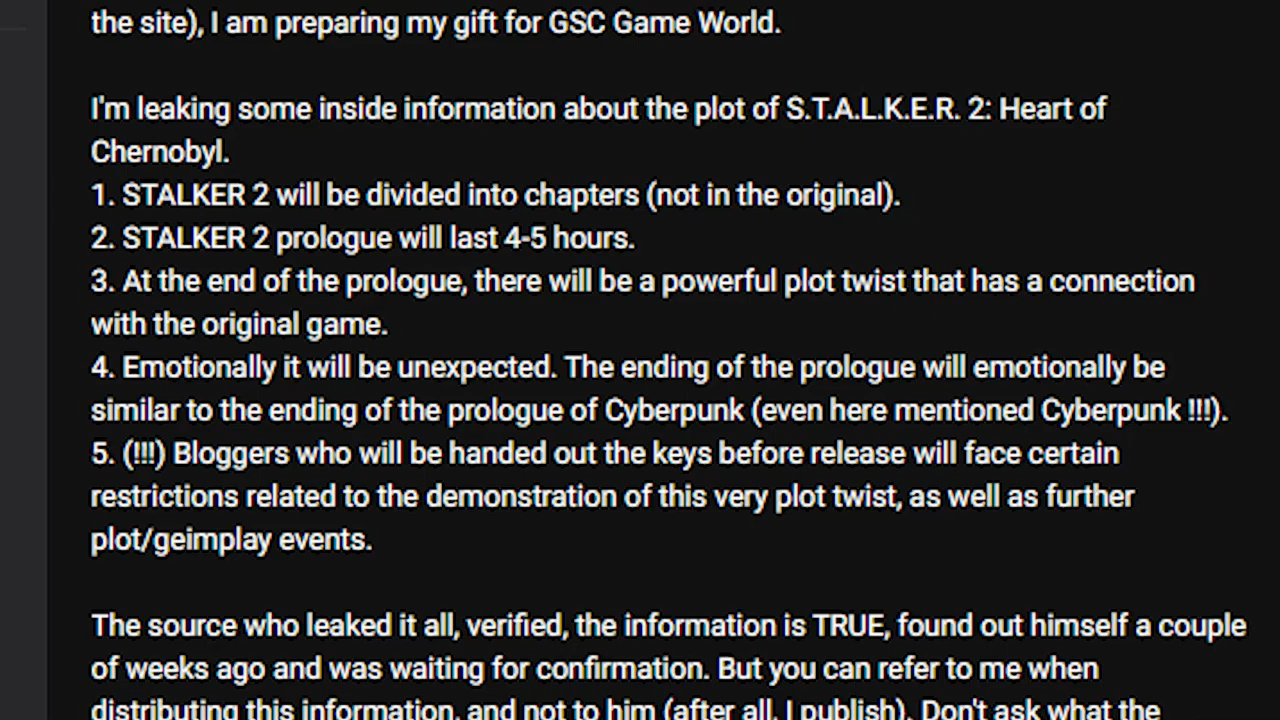 the site), I am preparing my gift for GSC Game World.
I'm leaking some inside information about the plot of S.T.A.L.K.E.R. 2: Heart of
Chernobyl.
1. STALKER 2 will be divided into chapters (not in the original).
2. STALKER 2 prologue will last 4-5 hours.
3. At the end of the prologue, there will be a powerful plot twist that has a connection
with the original game.
4. Emotionally it will be unexpected. The ending of the prologue will emotionally be
similar to the ending of the prologue of Cyberpunk (even here mentioned Cyberpunk !!!).
5. (!!!) Bloggers who will be handed out the keys before release will face certain
restrictions related to the demonstration of this very plot twist, as well as further
plot/geimplay events.
The source who leaked it all, verified, the information is TRUE, found out himself a couple
of weeks ago and was waiting for confirmation. But you can refer to me when
distributing this information, and not to him (after all, I publish). Don't ask what the